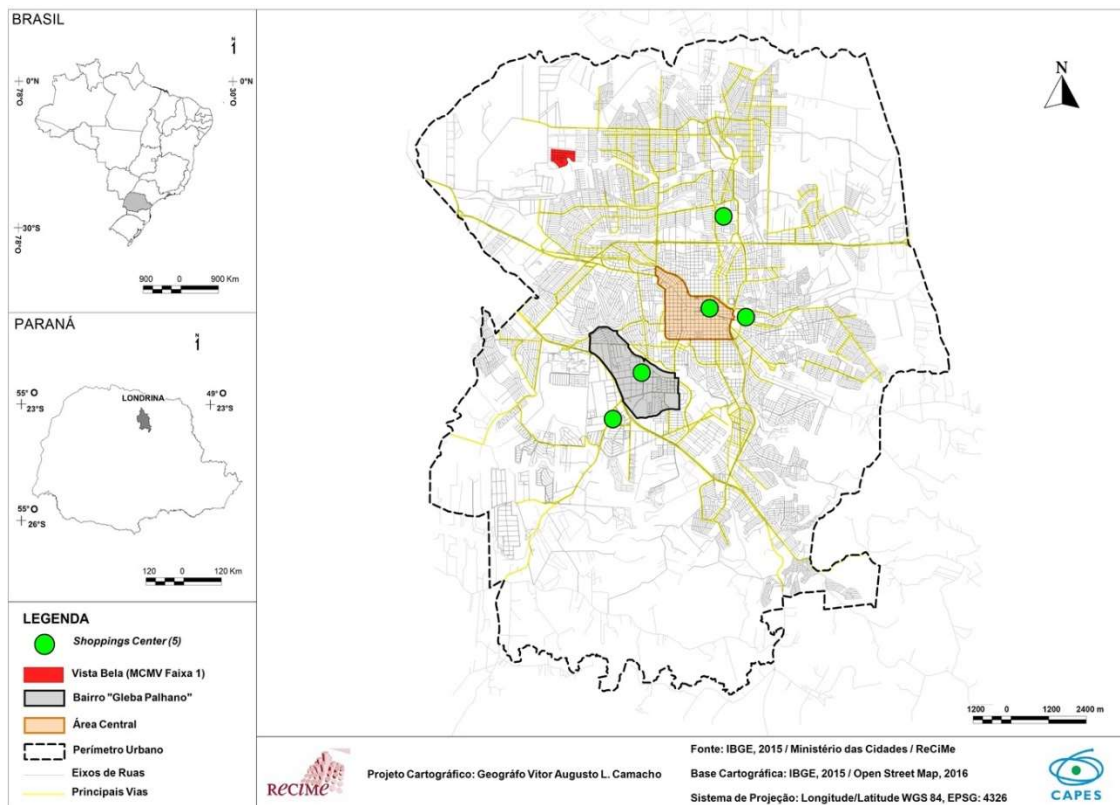 BRASIL
N
78°O
0°N
0°N
30°O
30°S
78°O
900 0 900 Km
PARANÁ
N
55° O
23°S
LONDRINA
49° O
23°S
55° O
26°S
120 0 120 Km
LEGENDA
Shoppings Center (5)
Vista Bela (MCMV Faixa 1)
Bairro "Gleba Palhano"
Área Central
Perímetro Urbano
Eixos de Ruas
Principais Vias
N
1200 0 1200 2400 m
ReCiMe
Projeto Cartográfico: Geográfo Vitor Augusto L. Camacho
Fonte: IBGE, 2015 / Ministério das Cidades / ReCiMe
Base Cartográfica: IBGE, 2015 / Open Street Map, 2016
Sistema de Projeção: Longitude/Latitude WGS 84, EPSG: 4326
CAPES